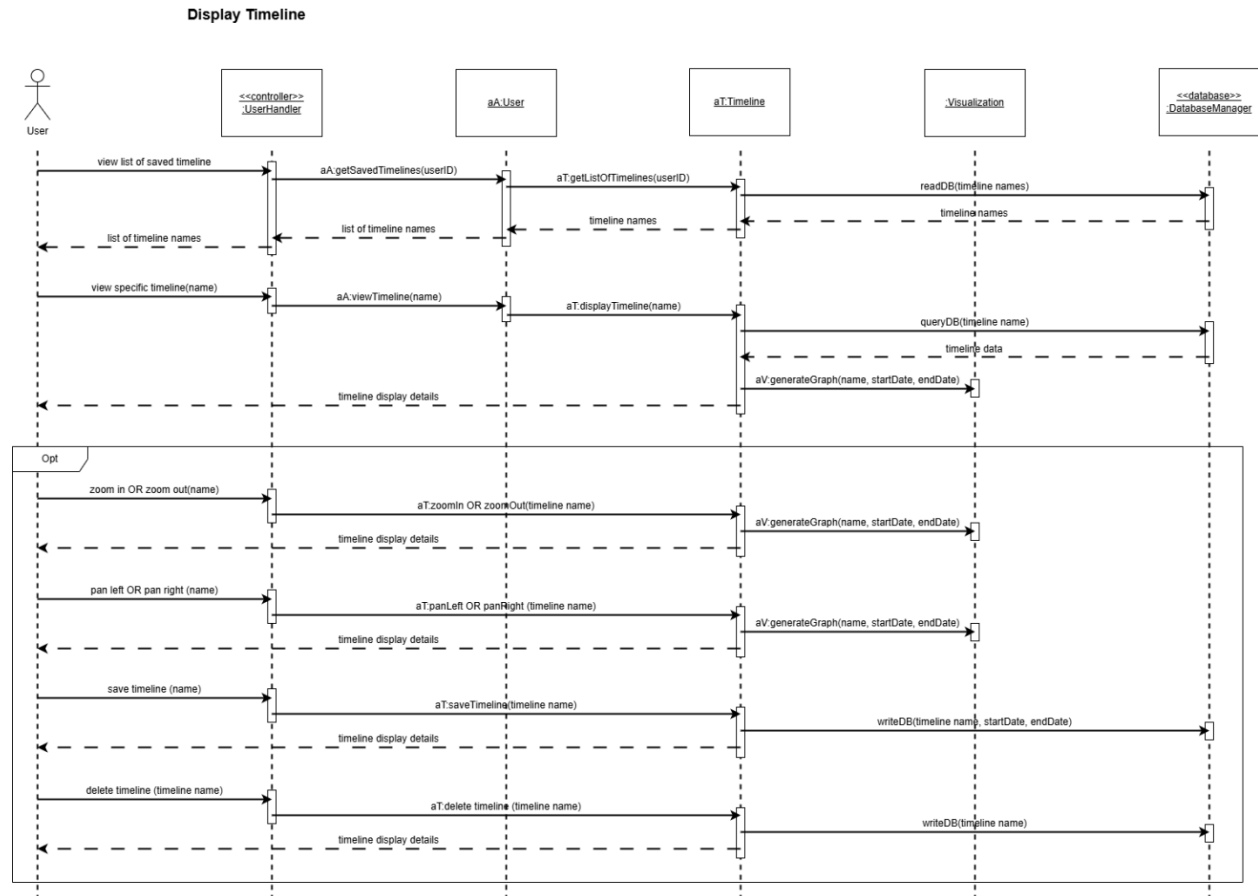 Display Timeline
<<controller>>
:UserHandler
aA:User
aT:Timeline
:Visualization
<<database>>
:DatabaseManager
User
view list of saved timeline
aA:getSavedTimelines(userID)
aT:getListOfTimelines(userID)
readDB(timeline names)
timeline names
timeline names
list of timeline names
list of timeline names
view specific timeline(name)
aA:viewTimeline(name)
aT:displayTimeline(name)
queryDB(timeline name)
timeline data
aV:generateGraph(name, startDate, endDate)
timeline display details
Opt
zoom in OR zoom out(name)
aT:zoomIn OR zoomOut(timeline name)
aV:generateGraph(name, startDate, endDate)
timeline display details
pan left OR pan right (name)
aT:panLeft OR panRight (timeline name)
aV:generateGraph(name, startDate, endDate)
timeline display details
save timeline (name)
aT:saveTimeline(timeline name)
writeDB(timeline name, startDate, endDate)
timeline display details
delete timeline (timeline name)
aT:delete timeline (timeline name)
writeDB(timeline name)
timeline display details